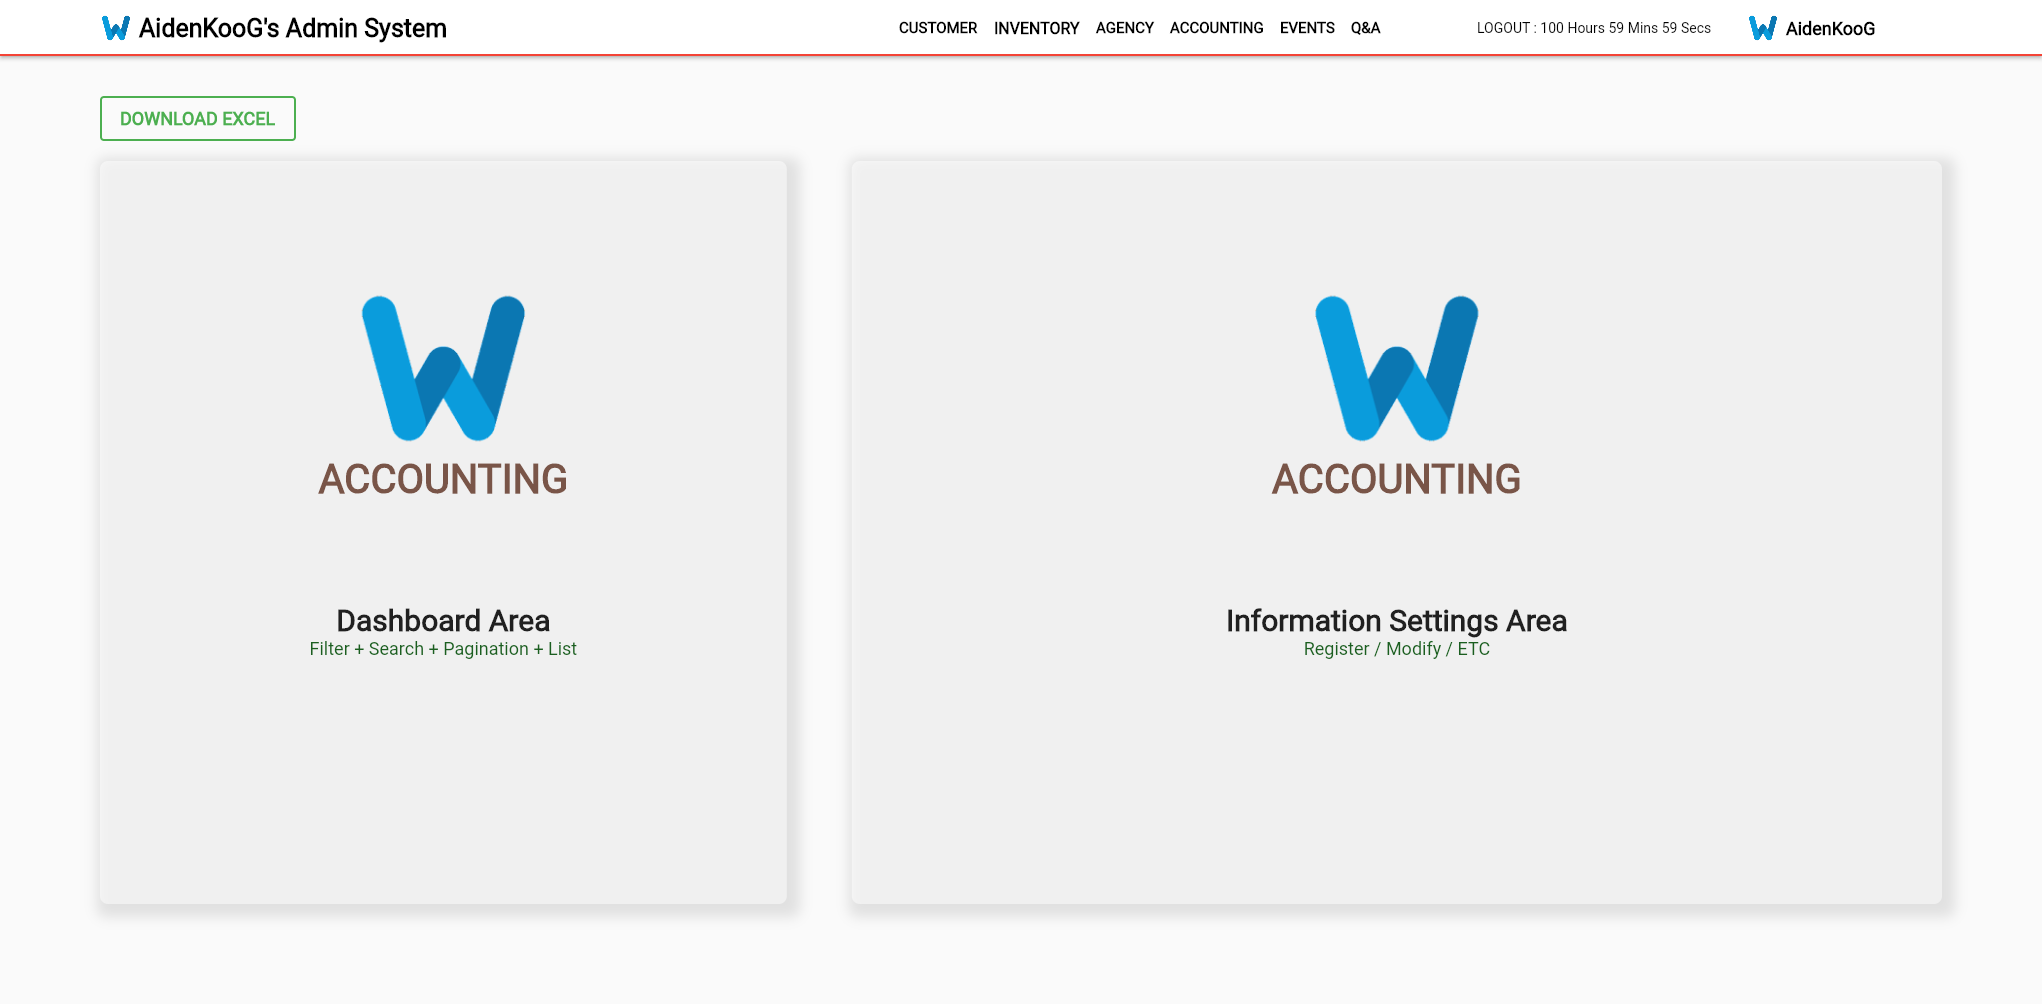 AidenKooG's Admin System
CUSTOMER INVENTORY AGENCY ACCOUNTING EVENTS Q&A
LOGOUT : 100 Hours 59 Mins 59 Secs
AidenKooG
DOWNLOAD EXCEL
ACCOUNTING
Dashboard Area
Filter + Search + Pagination + List
ACCOUNTING
Information Settings Area
Register / Modify / ETC